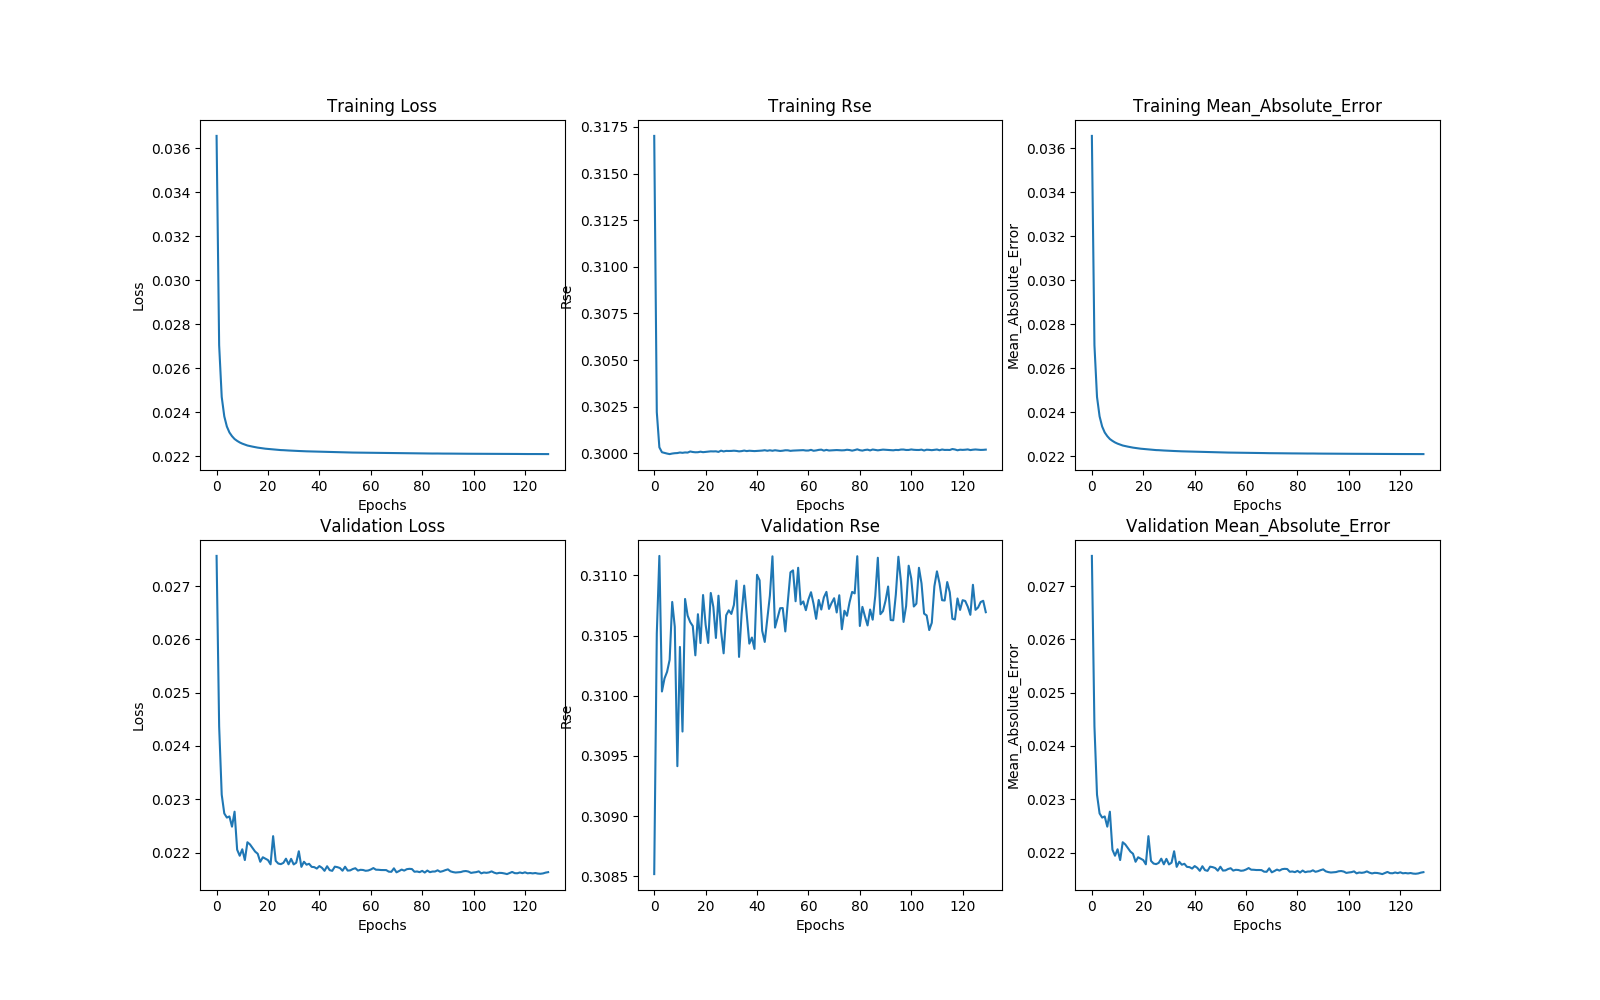 Training Loss
0.036
0.034
0.032
0.030
0.028
0.026
0.024
0.022
Loss
0 20 40 60 80 100 120
Epochs
Training Rse
0.3175
0.3150
0.3125
0.3100
0.3075
0.3050
0.3025
0.3000
Rse
0 20 40 60 80 100 120
Epochs
Training Mean_Absolute_Error
0.036
0.034
0.032
0.030
0.028
0.026
0.024
0.022
Mean_Absolute_Error
0 20 40 60 80 100 120
Epochs
Validation Loss
0.027
0.026
0.025
0.024
0.023
0.022
Loss
0 20 40 60 80 100 120
Epochs
Validation Rse
0.3110
0.3105
0.3100
0.3095
0.3090
0.3085
Rse
0 20 40 60 80 100 120
Epochs
Validation Mean_Absolute_Error
0.027
0.026
0.025
0.024
0.023
0.022
Mean_Absolute_Error
0 20 40 60 80 100 120
Epochs